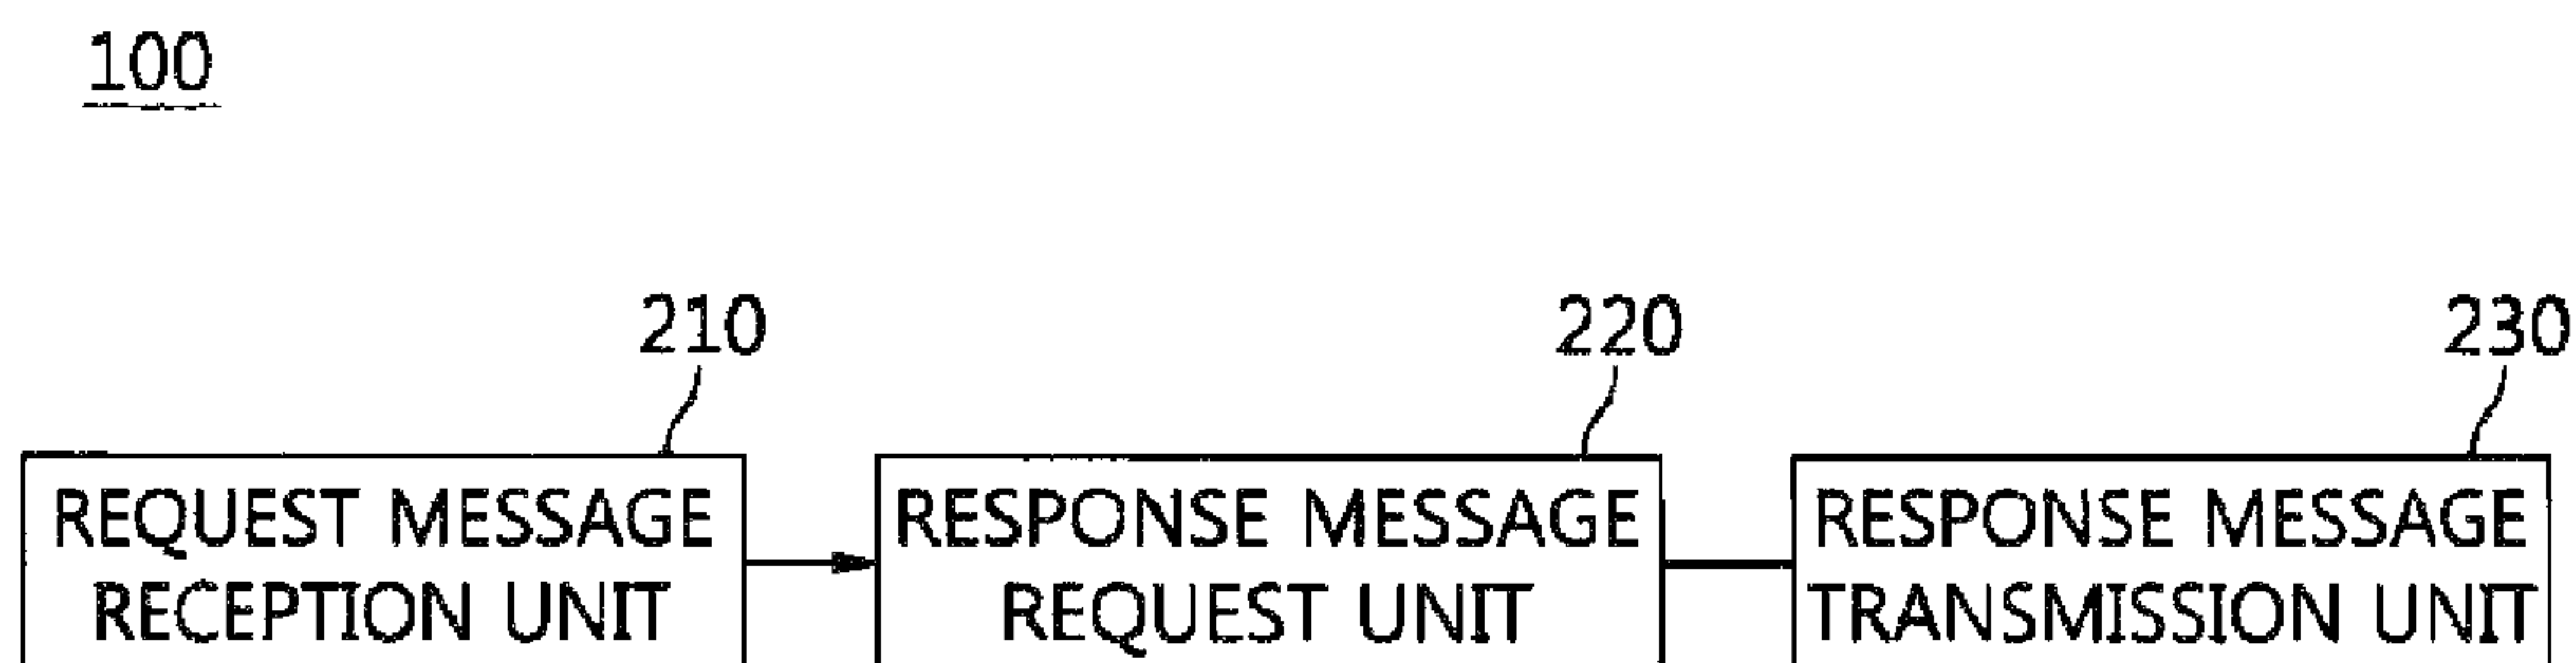 100
210
220
230
REQUEST MESSAGE
RECEPTION UNIT
RESPONSE MESSAGE
REQUEST UNIT
RESPONSE MESSAGE
TRANSMISSION UNIT